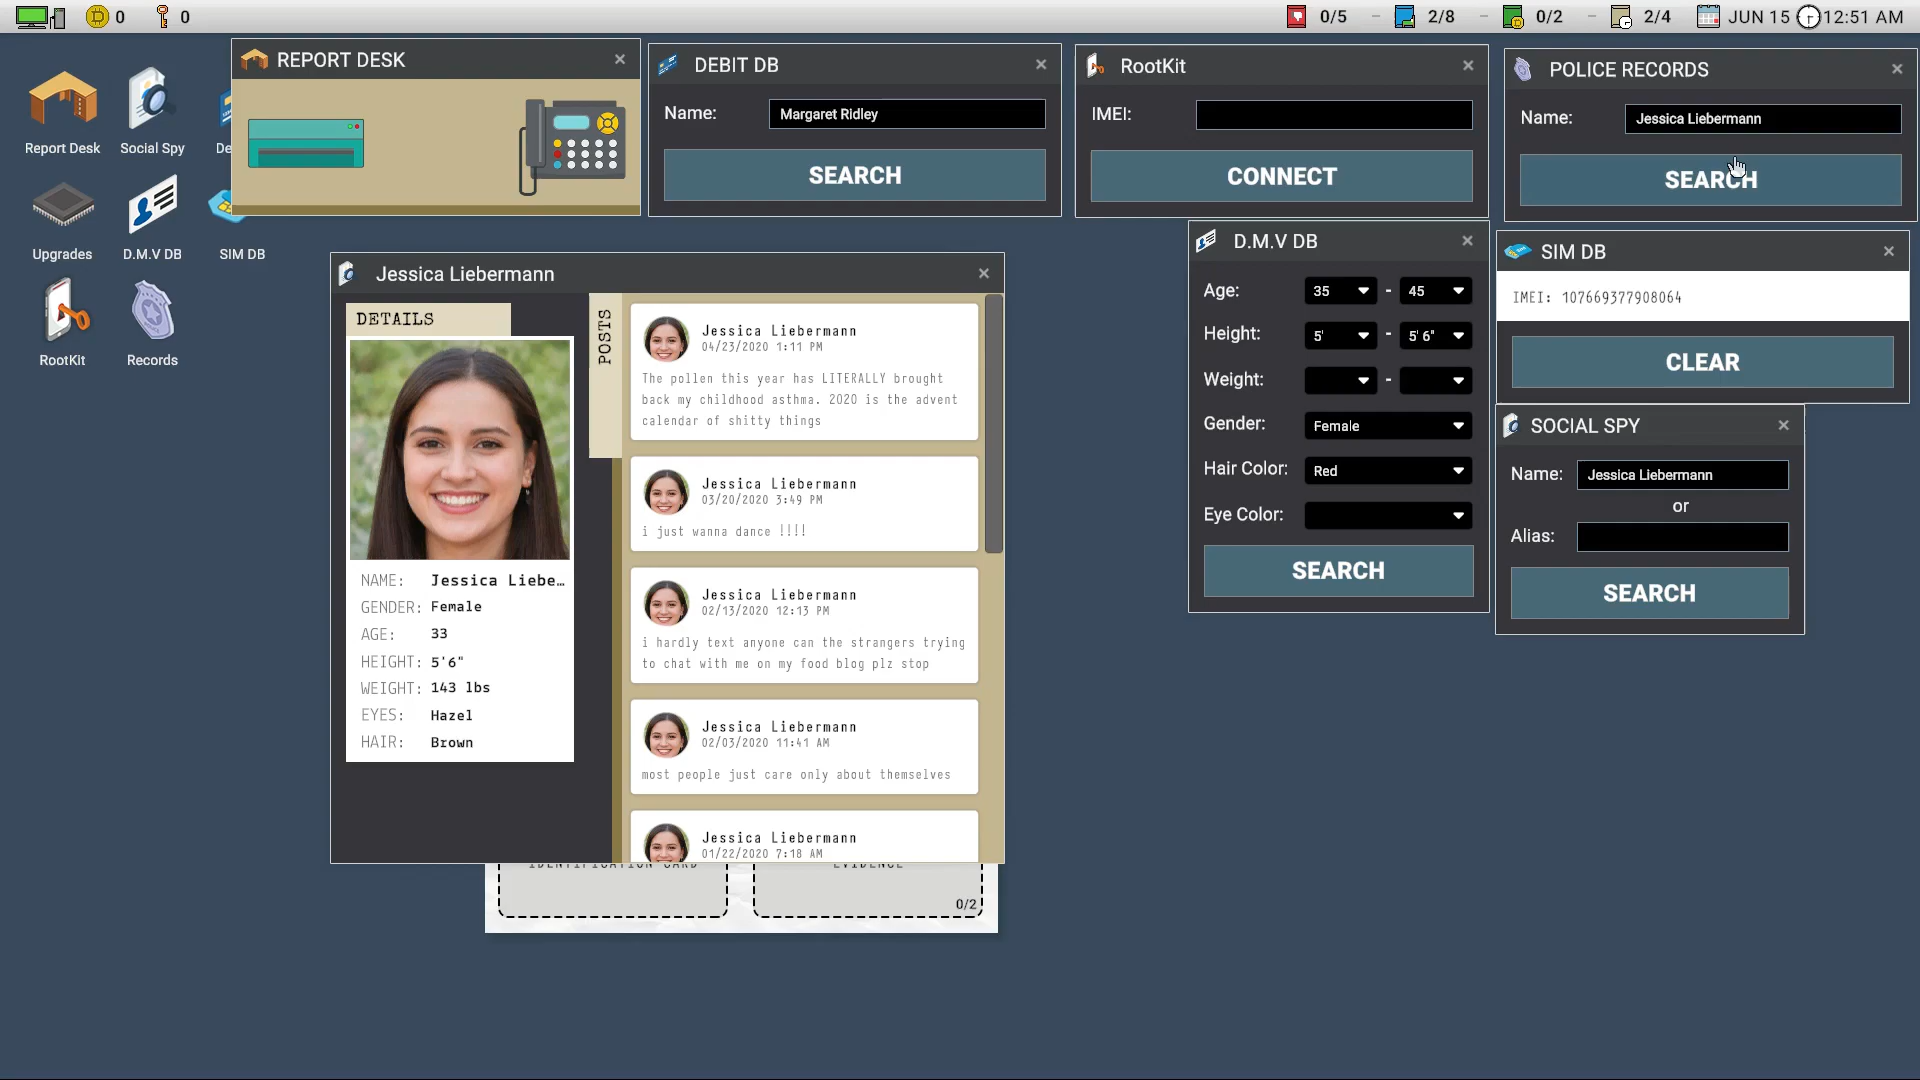 0
0
0/5
2/8
0/2
2/4
JUN 15
12:51 AM
Report Desk
Social Spy
De
Upgrades
D.M.V DB
SIM DB
RootKit
Records
REPORT DESK
DEBIT DB
Name:
Margaret Ridley
SEARCH
RootKit
IMEI:
CONNECT
POLICE RECORDS
Name:
Jessica Liebermann
SEARCH
Jessica Liebermann
DETAILS
NAME: Jessica Liebe…
GENDER: Female
AGE: 33
HEIGHT: 5'6"
WEIGHT: 143 lbs
EYES: Hazel
HAIR: Brown
POSTS
Jessica Liebermann
04/23/2020 1:11 PM
The pollen this year has LITERALLY brought
back my childhood asthma. 2020 is the advent
calendar of shitty things
Jessica Liebermann
03/20/2020 3:49 PM
i just wanna dance !!!!
Jessica Liebermann
02/13/2020 12:13 PM
i hardly text anyone can the strangers trying
to chat with me on my food blog plz stop
Jessica Liebermann
02/03/2020 11:41 AM
most people just care only about themselves
Jessica Liebermann
01/22/2020 7:18 AM
IDENTIFICATION CARD
EVIDENCE
0/2
D.M.V DB
Age: 35 - 45
Height: 5' - 5' 6"
Weight: -
Gender: Female
Hair Color: Red
Eye Color:
SEARCH
SIM DB
IMEI: 107669377908064
CLEAR
SOCIAL SPY
Name: Jessica Liebermann
or
Alias:
SEARCH